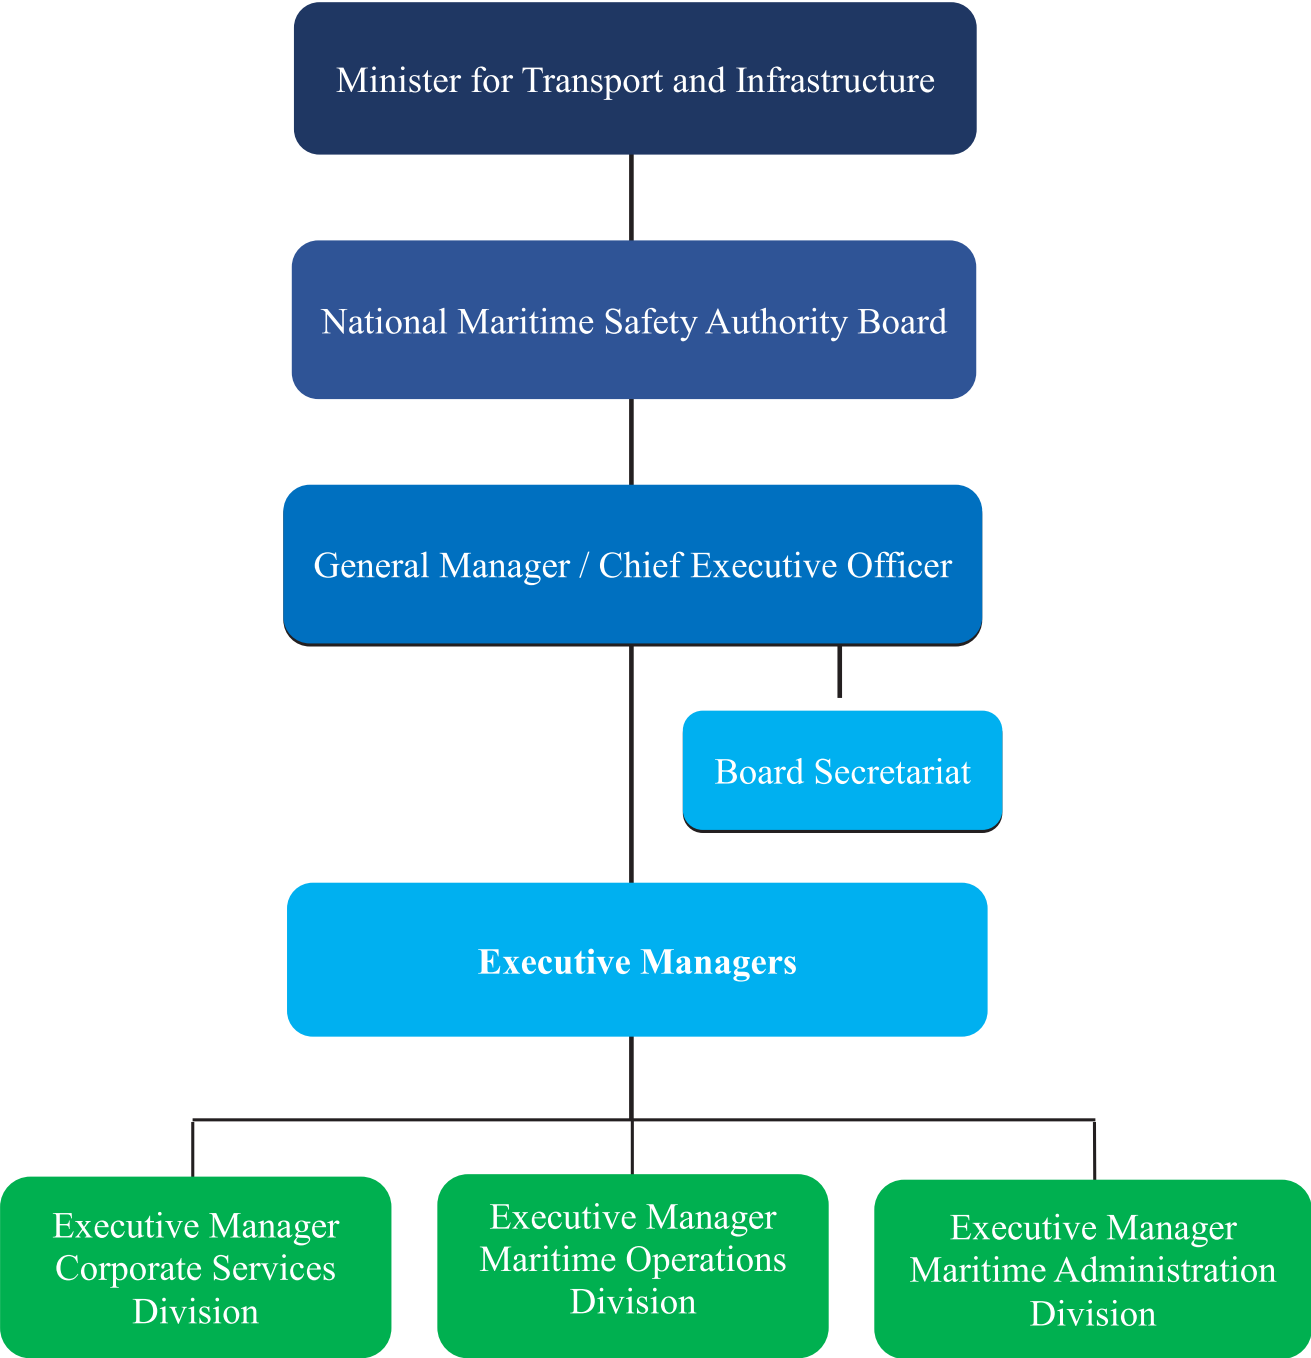 Minister for Transport and Infrastructure
National Maritime Safety Authority Board
General Manager / Chief Executive Officer
Board Secretariat
Executive Managers
Executive Manager
Corporate Services
Division
Executive Manager
Maritime Operations
Division
Executive Manager
Maritime Administration
Division